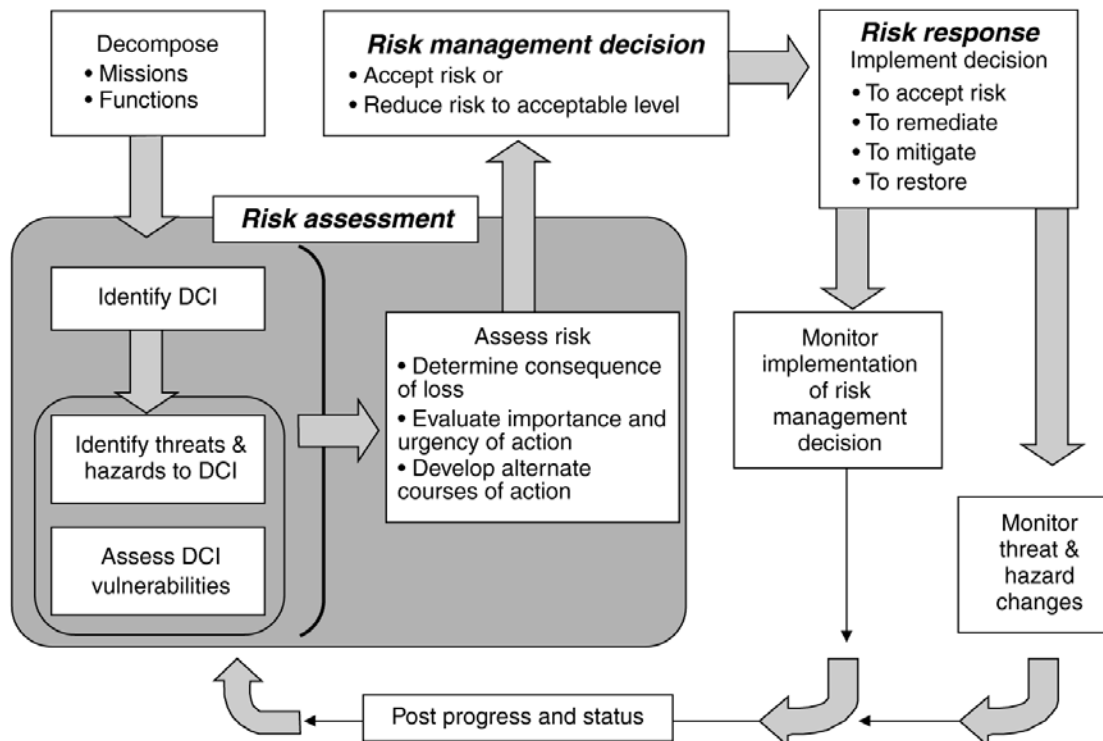 Decompose
• Missions
• Functions
Risk management decision
• Accept risk or
• Reduce risk to acceptable level
Risk response
Implement decision
• To accept risk
• To remediate
• To mitigate
• To restore
Risk assessment
Identify DCI
Identify threats &
hazards to DCI
Assess DCI
vulnerabilities
Assess risk
• Determine consequence
of loss
• Evaluate importance and
urgency of action
• Develop alternate
courses of action
Monitor
implementation
of risk
management
decision
Monitor
threat &
hazard
changes
Post progress and status